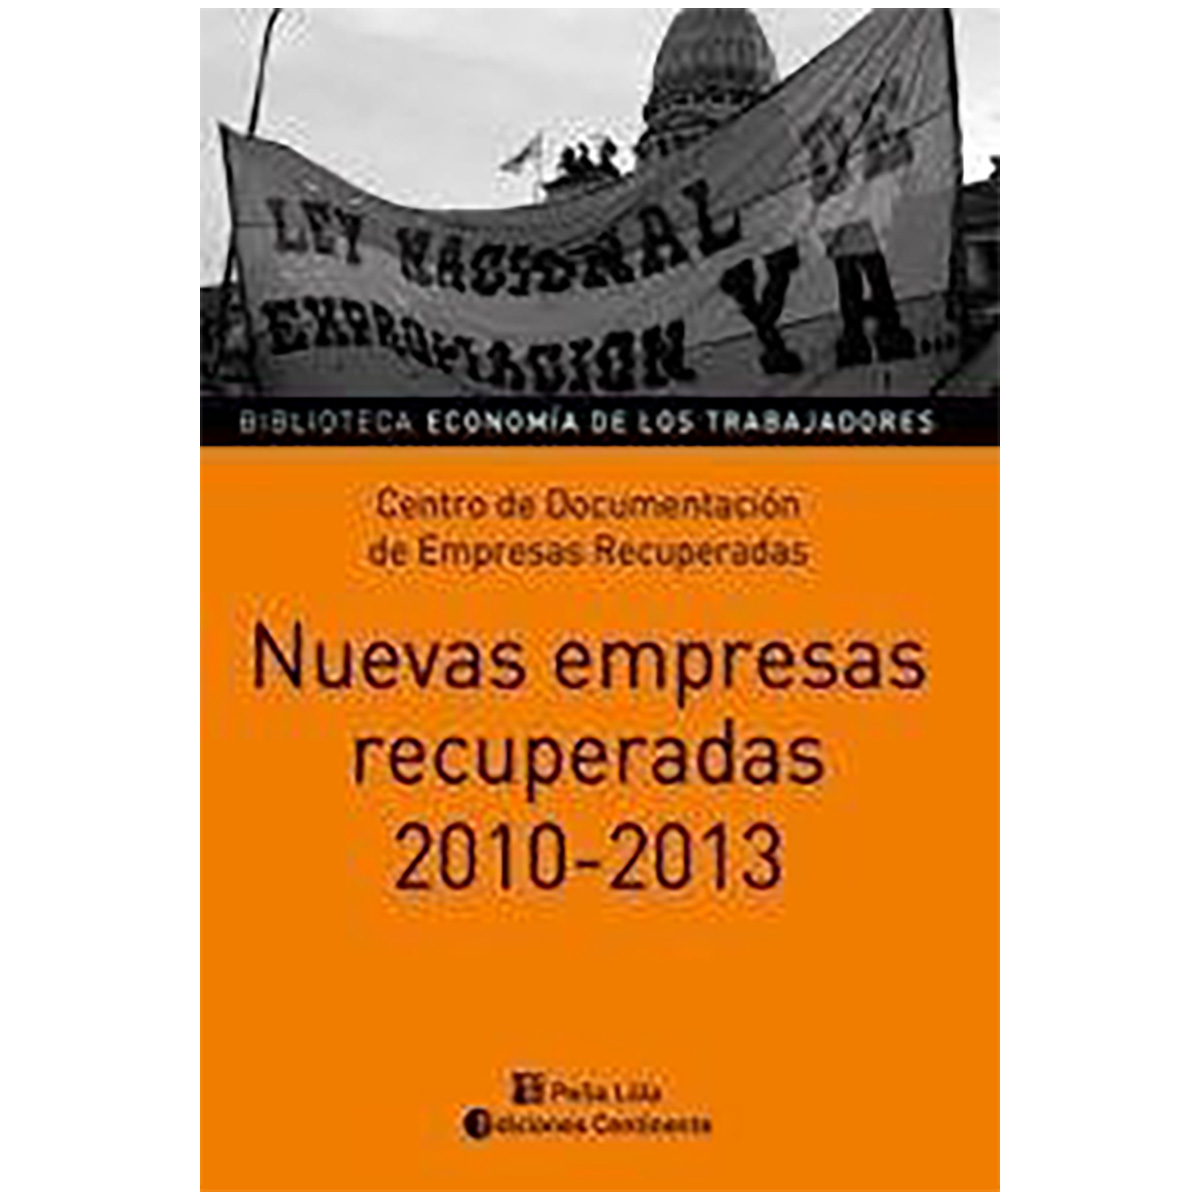 LEY NACIONAL DE
EXPROPIACION YA...
BIBLIOTECA ECONOMÍA DE LOS TRABAJADORES
Centro de Documentación
de Empresas Recuperadas
Nuevas empresas
recuperadas
2010-2013
Peña Lillo
Ediciones Continente